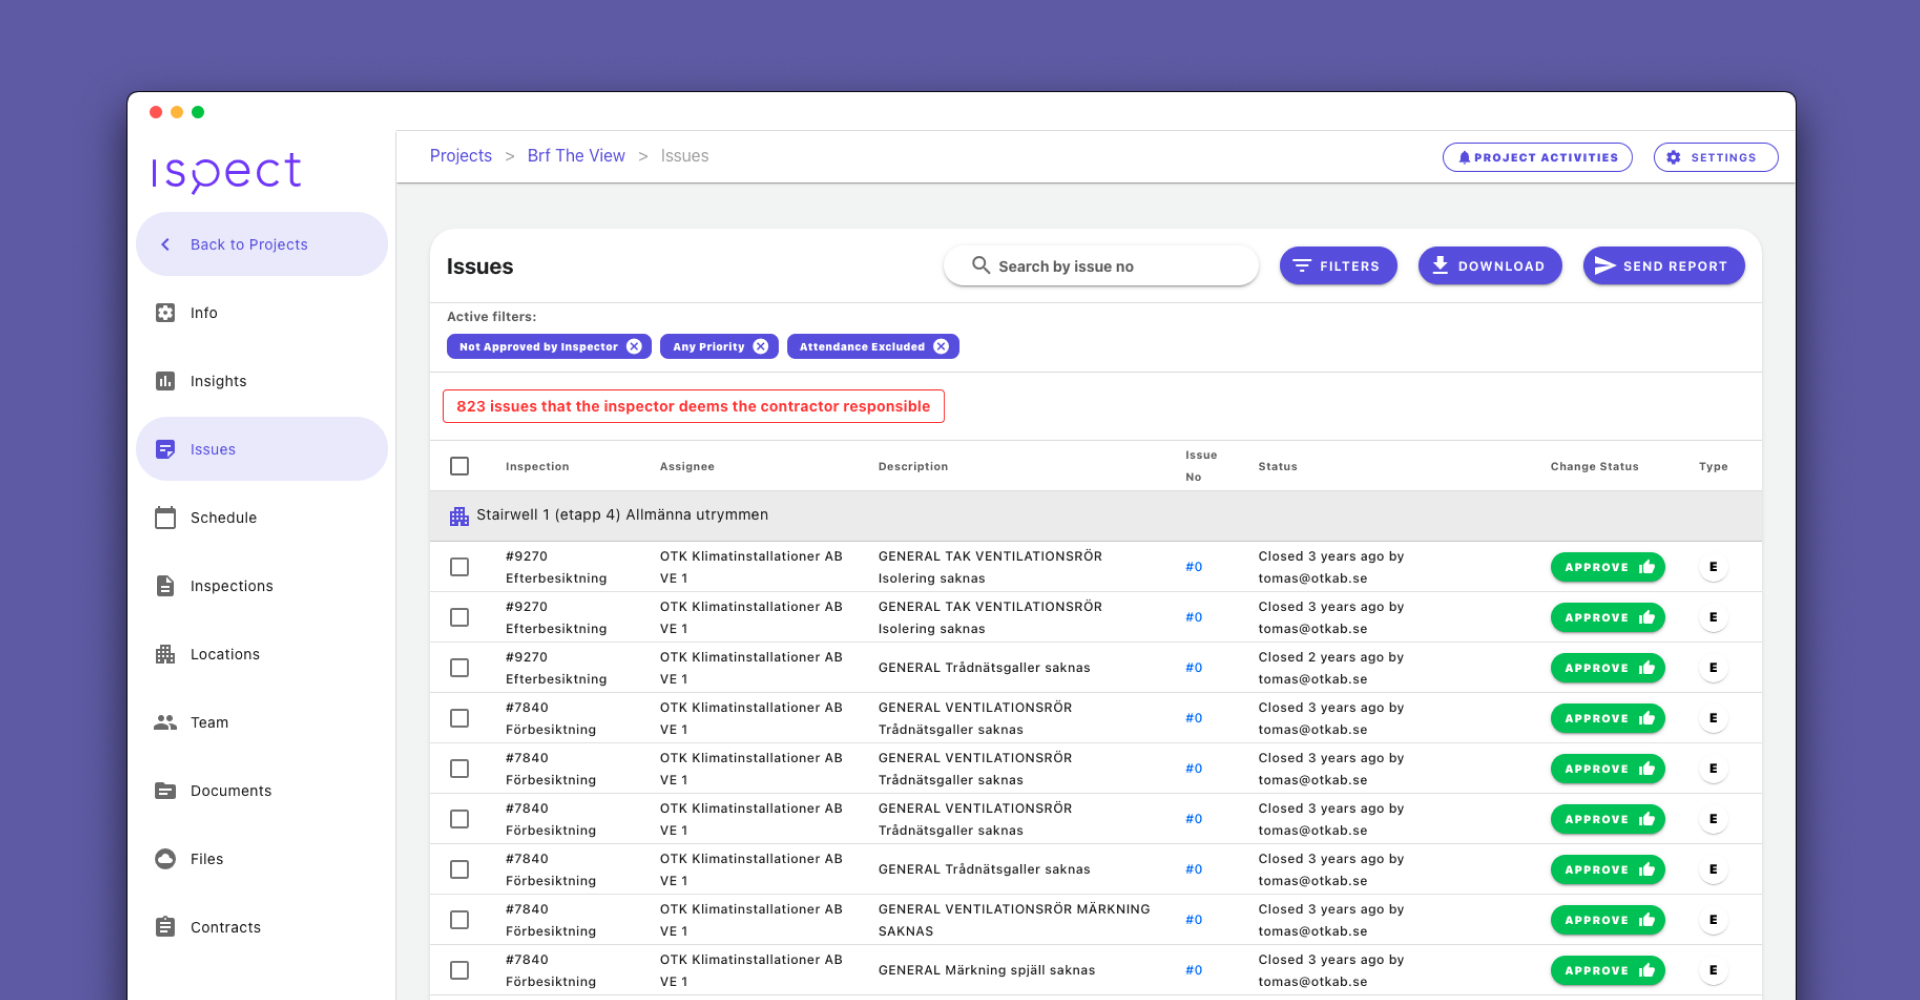 ıspect
Projects > Brf The View > Issues
PROJECT ACTIVITIES
SETTINGS
Back to Projects
Info
Insights
Issues
Schedule
Inspections
Locations
Team
Documents
Files
Contracts
Issues
Search by issue no
FILTERS
DOWNLOAD
SEND REPORT
Active filters:
Not Approved by Inspector
Any Priority
Attendance Excluded
823 issues that the inspector deems the contractor responsible
Inspection Assignee Description Issue No Status Change Status Type
Stairwell 1 (etapp 4) Allmänna utrymmen
#9270 OTK Klimatinstallationer AB GENERAL TAK VENTILATIONSRÖR Closed 3 years ago by
Efterbesiktning VE 1 Isolering saknas #0 tomas@otkab.se APPROVE E
#9270 OTK Klimatinstallationer AB GENERAL TAK VENTILATIONSRÖR Closed 3 years ago by
Efterbesiktning VE 1 Isolering saknas #0 tomas@otkab.se APPROVE E
#9270 OTK Klimatinstallationer AB GENERAL Trådnätsgaller saknas #0 Closed 2 years ago by APPROVE E
Efterbesiktning VE 1 tomas@otkab.se
#7840 OTK Klimatinstallationer AB GENERAL VENTILATIONSRÖR Closed 3 years ago by
Förbesiktning VE 1 Trådnätsgaller saknas #0 tomas@otkab.se APPROVE E
#7840 OTK Klimatinstallationer AB GENERAL VENTILATIONSRÖR Closed 3 years ago by
Förbesiktning VE 1 Trådnätsgaller saknas #0 tomas@otkab.se APPROVE E
#7840 OTK Klimatinstallationer AB GENERAL VENTILATIONSRÖR Closed 3 years ago by
Förbesiktning VE 1 Trådnätsgaller saknas #0 tomas@otkab.se APPROVE E
#7840 OTK Klimatinstallationer AB GENERAL Trådnätsgaller saknas #0 Closed 3 years ago by APPROVE E
Förbesiktning VE 1 tomas@otkab.se
#7840 OTK Klimatinstallationer AB GENERAL VENTILATIONSRÖR MÄRKNING Closed 3 years ago by
Förbesiktning VE 1 SAKNAS #0 tomas@otkab.se APPROVE E
#7840 OTK Klimatinstallationer AB GENERAL Märkning spjäll saknas #0 Closed 3 years ago by APPROVE E
Förbesiktning VE 1 tomas@otkab.se